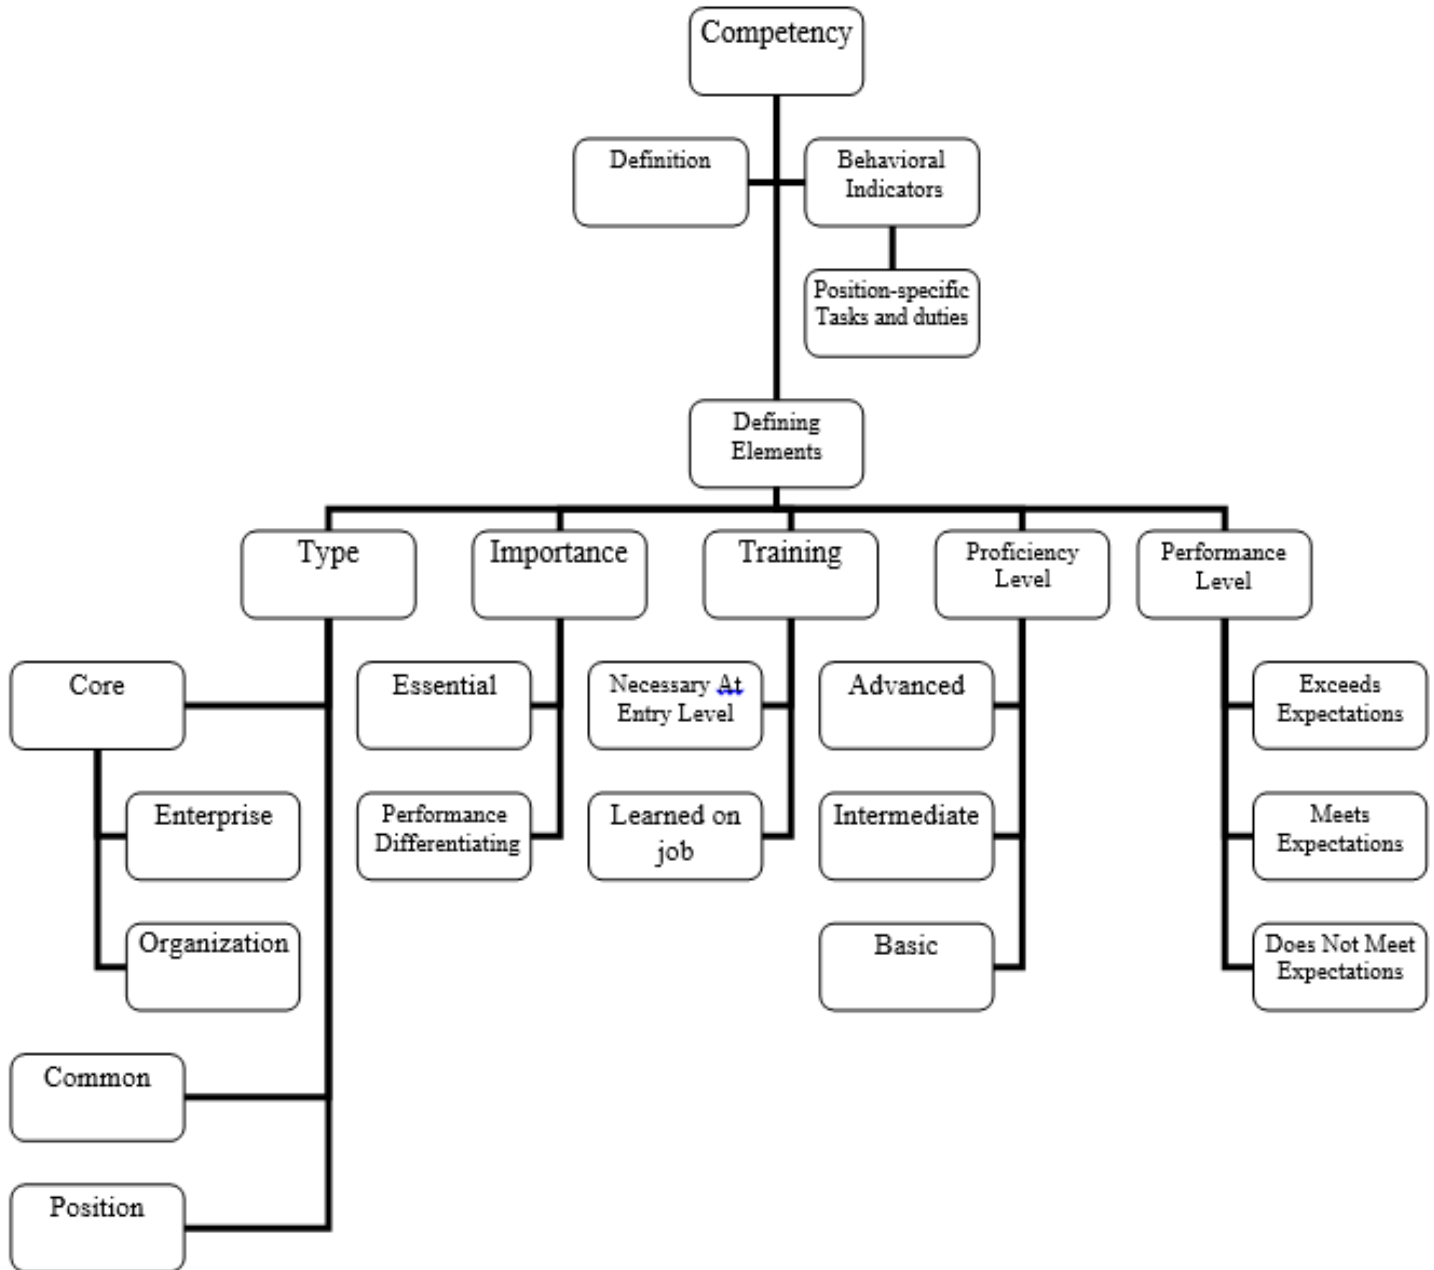 Competency
Definition
Behavioral
Indicators
Position-specific
Tasks and duties
Defining
Elements
Type
Importance
Training
Proficiency
Level
Performance
Level
Core
Essential
Necessary At
Entry Level
Advanced
Exceeds
Expectations
Enterprise
Performance
Differentiating
Learned on
job
Intermediate
Meets
Expectations
Organization
Basic
Does Not Meet
Expectations
Common
Position